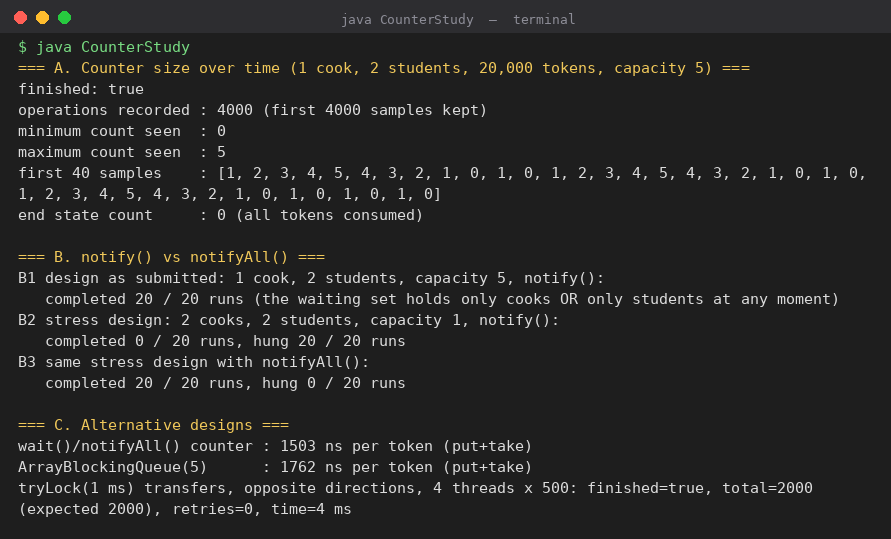 java CounterStudy — terminal
$ java CounterStudy
=== A. Counter size over time (1 cook, 2 students, 20,000 tokens, capacity 5) ===
finished: true
operations recorded : 4000 (first 4000 samples kept)
minimum count seen  : 0
maximum count seen  : 5
first 40 samples    : [1, 2, 3, 4, 5, 4, 3, 2, 1, 0, 1, 0, 1, 2, 3, 4, 5, 4, 3, 2, 1, 0, 1, 0,
1, 2, 3, 4, 5, 4, 3, 2, 1, 0, 1, 0, 1, 0, 1, 0]
end state count     : 0 (all tokens consumed)
=== B. notify() vs notifyAll() ===
B1 design as submitted: 1 cook, 2 students, capacity 5, notify():
   completed 20 / 20 runs (the waiting set holds only cooks OR only students at any moment)
B2 stress design: 2 cooks, 2 students, capacity 1, notify():
   completed 0 / 20 runs, hung 20 / 20 runs
B3 same stress design with notifyAll():
   completed 20 / 20 runs, hung 0 / 20 runs
=== C. Alternative designs ===
wait()/notifyAll() counter : 1503 ns per token (put+take)
ArrayBlockingQueue(5)      : 1762 ns per token (put+take)
tryLock(1 ms) transfers, opposite directions, 4 threads x 500: finished=true, total=2000
(expected 2000), retries=0, time=4 ms